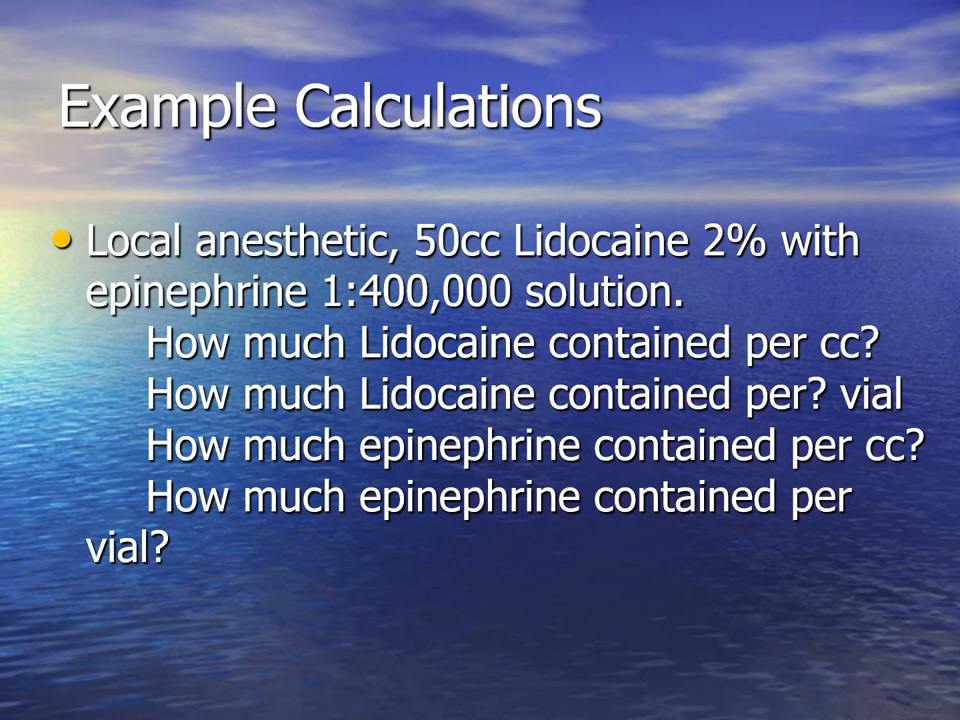 Example Calculations
• Local anesthetic, 50cc Lidocaine 2% with
epinephrine 1:400,000 solution.
How much Lidocaine contained per cc?
How much Lidocaine contained per? vial
How much epinephrine contained per cc?
How much epinephrine contained per
vial?